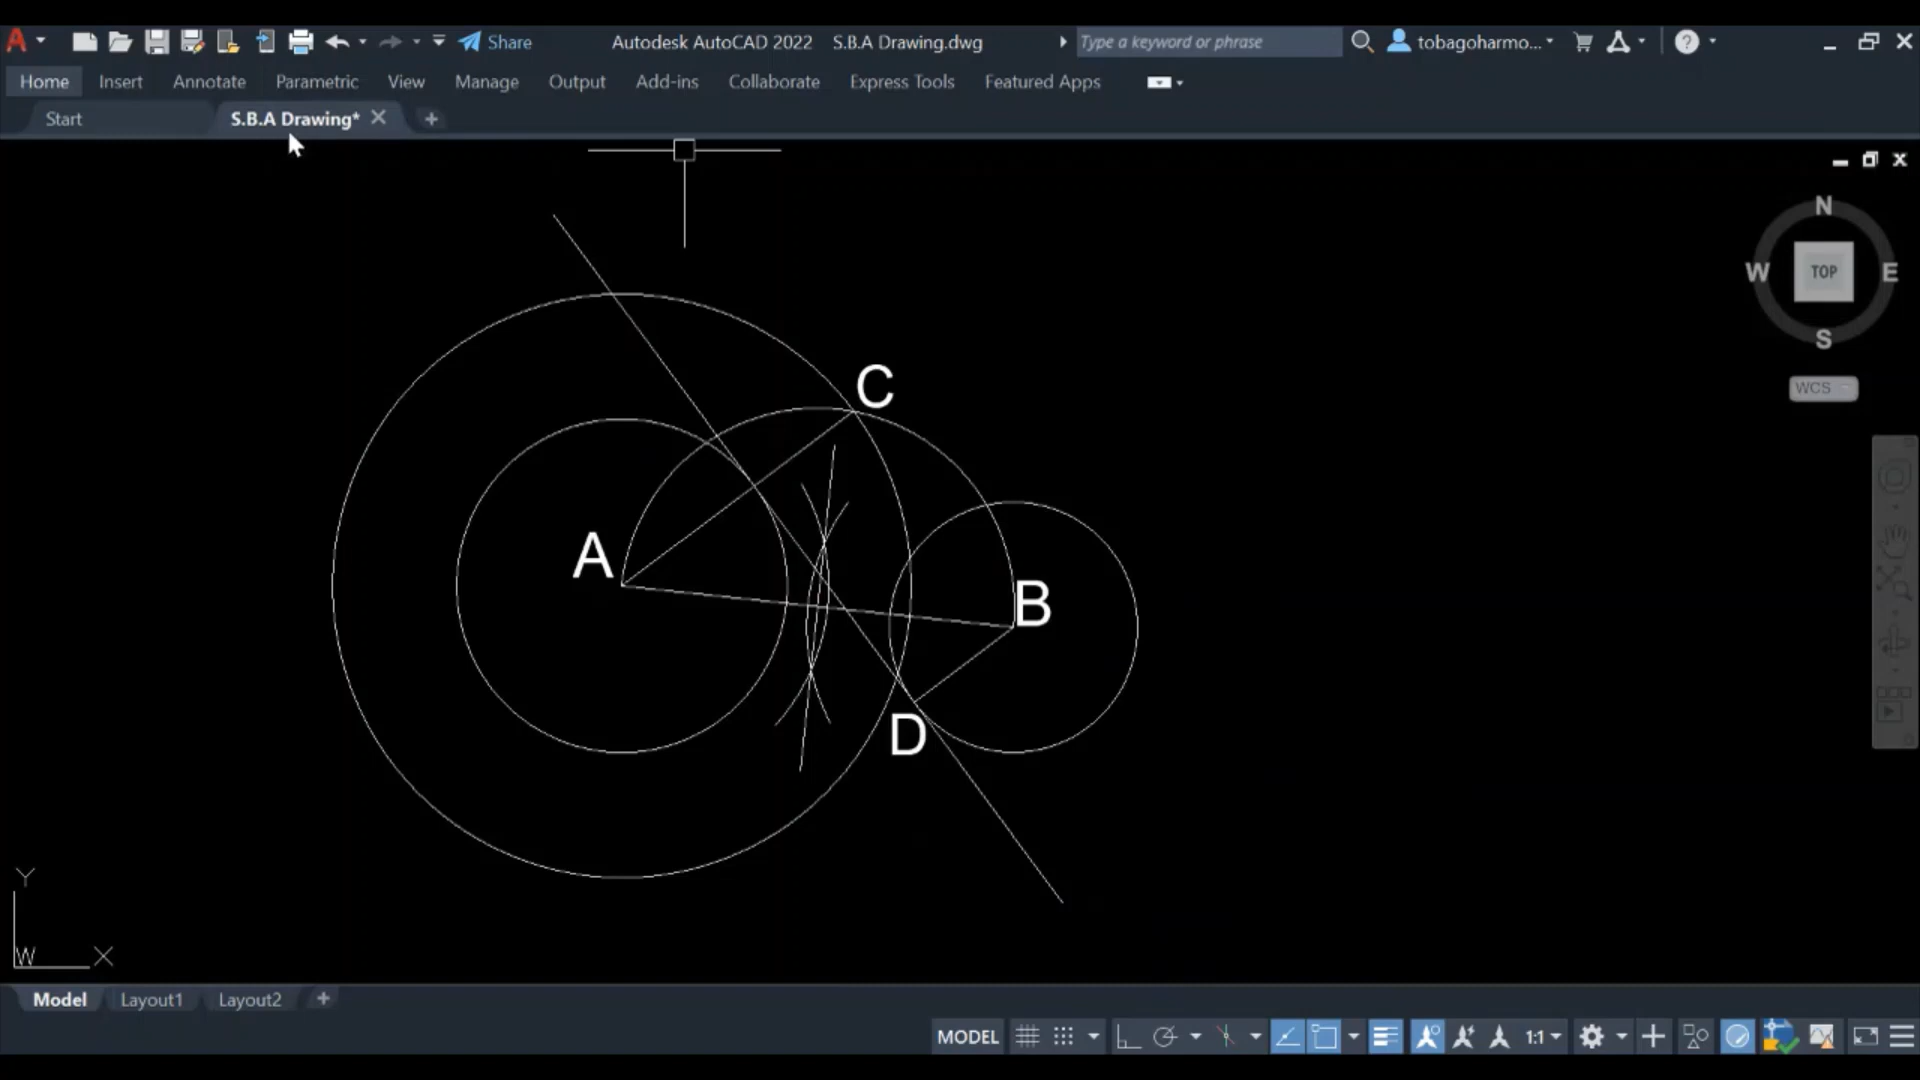 A Share Autodesk AutoCAD 2022 S.B.A Drawing.dwg Type a keyword or phrase tobagoharmo... ?
Home Insert Annotate Parametric View Manage Output Add-ins Collaborate Express Tools Featured Apps
Start S.B.A Drawing* +
N
W TOP E
S
WCS
C
A
B
D
Y
W X
Model Layout1 Layout2 +
MODEL 1:1